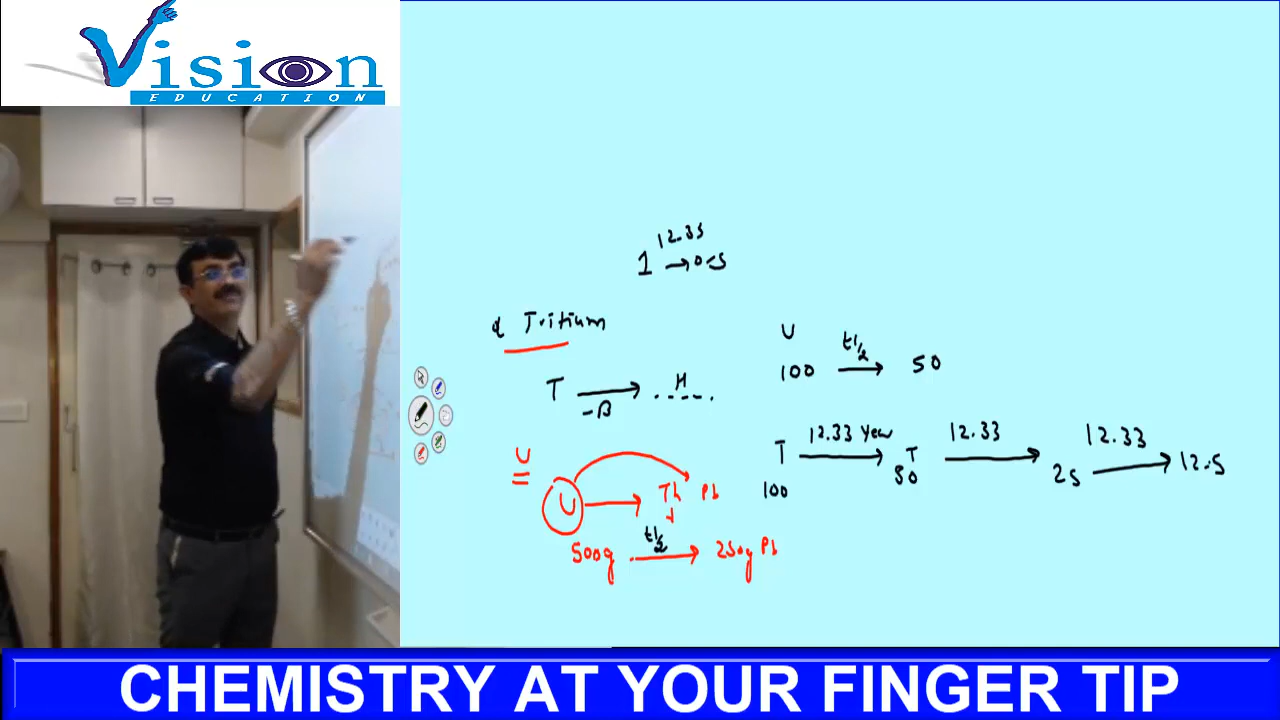 Vision
EDUCATION
12.33
1 → 0.5
Tritium
T → H
-β
U
100 t1/2 → 50
T 12.33 Year → T 12.33 → 12.33 →
100 50 25 12.5
U
U → Th Pb
500g t1/2 → 250g Pb
CHEMISTRY AT YOUR FINGER TIP